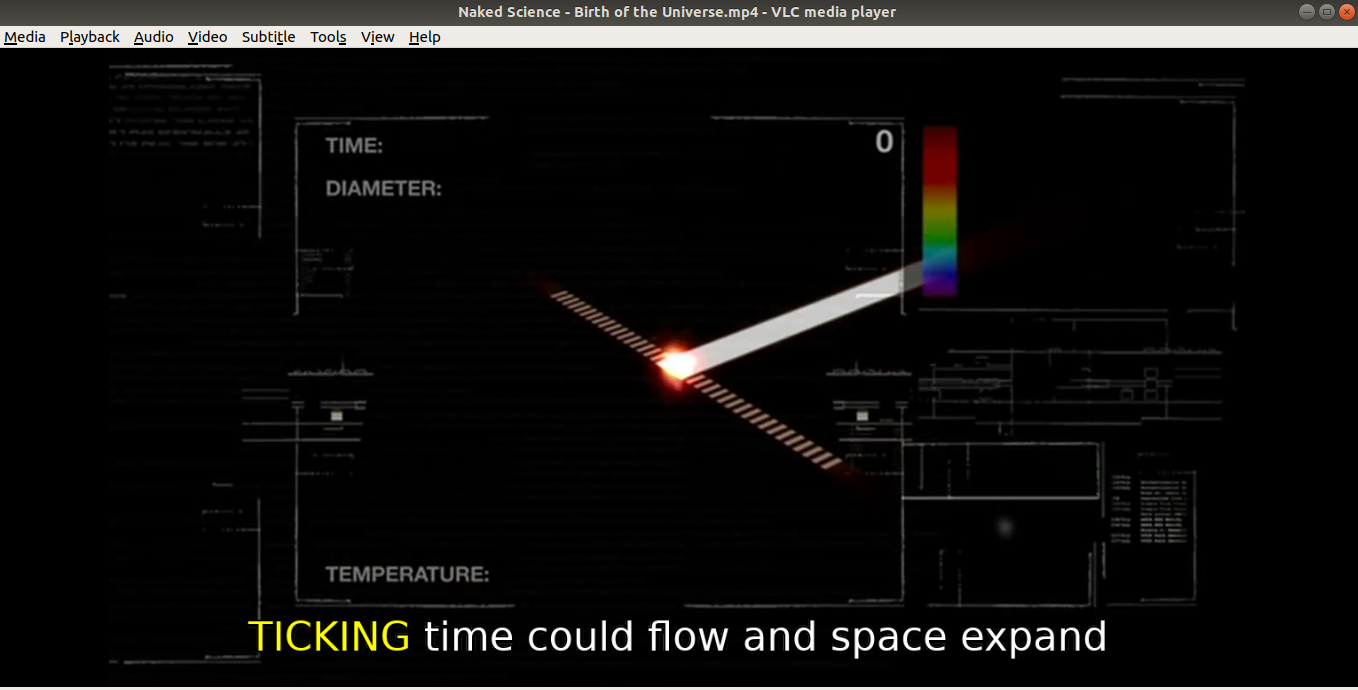 Naked Science - Birth of the Universe.mp4 - VLC media player
Media Playback Audio Video Subtitle Tools View Help
TIME: 0
DIAMETER:
TEMPERATURE:
TICKING time could flow and space expand